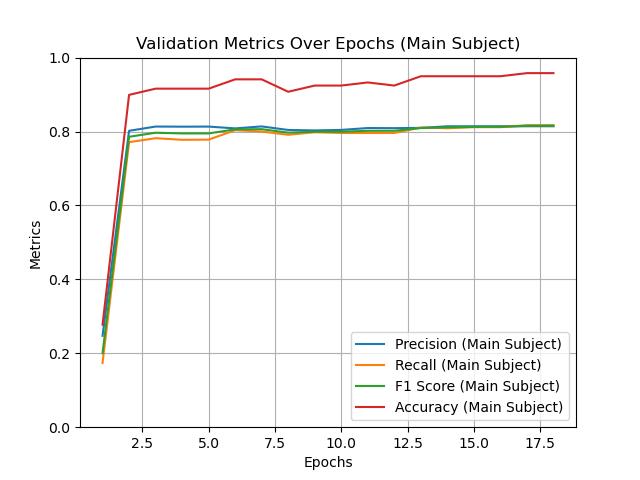 Validation Metrics Over Epochs (Main Subject)
1.0
0.8
0.6
0.4
0.2
0.0
Metrics
Precision (Main Subject)
Recall (Main Subject)
F1 Score (Main Subject)
Accuracy (Main Subject)
2.5 5.0 7.5 10.0 12.5 15.0 17.5
Epochs